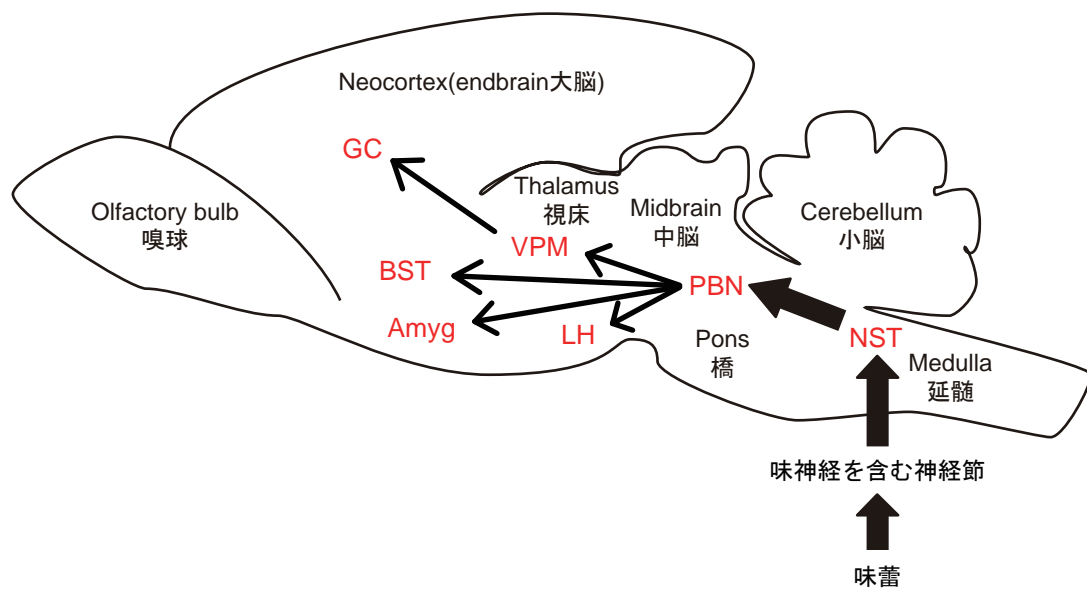 Neocortex(endbrain大脳)
GC
Olfactory bulb
嗅球
Thalamus
視床
Midbrain
中脳
Cerebellum
小脳
VPM
BST
PBN
Amyg
LH
NST
Pons
橋
Medulla
延髄
味神経を含む神経節
味蕾